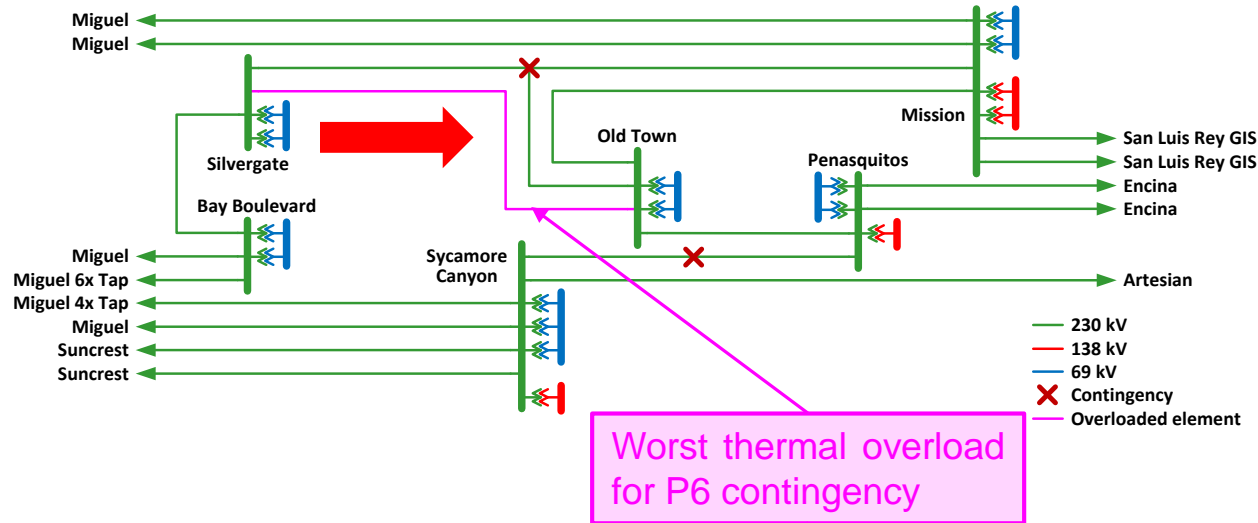 Miguel
Miguel
Mission
San Luis Rey GIS
San Luis Rey GIS
Silvergate
Old Town
Penasquitos
Encina
Encina
Bay Boulevard
Miguel
Miguel 6x Tap
Miguel 4x Tap
Miguel
Suncrest
Suncrest
Sycamore
Canyon
Artesian
230 kV
138 kV
69 kV
Contingency
Overloaded element
Worst thermal overload
for P6 contingency